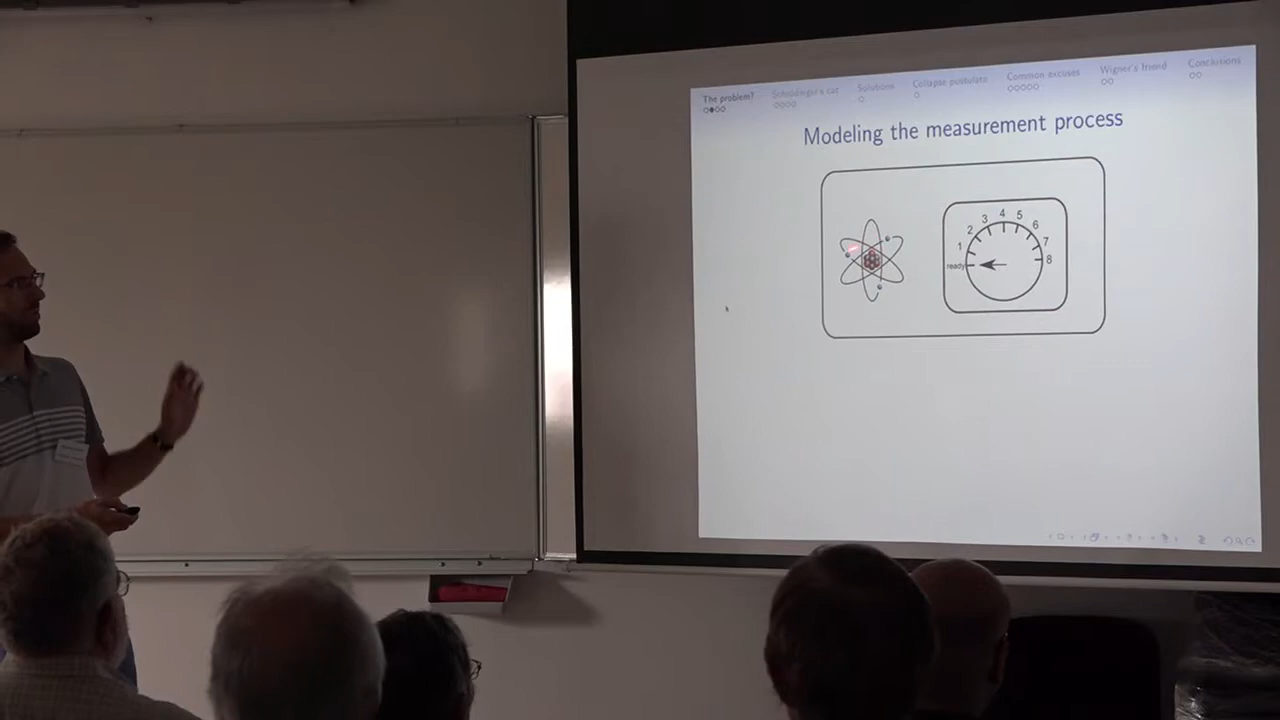 The problem? Schrödinger's cat Solutions Collapse postulate Common excuses Wigner's friend Conclusions
Modeling the measurement process
ready 1 2 3 4 5 6 7 8